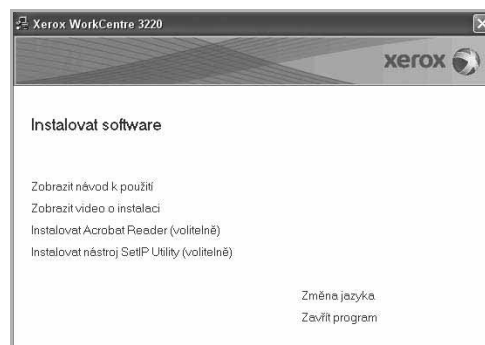 Xerox WorkCentre 3220
xerox
Instalovat software
Zobrazit návod k použití
Zobrazit video o instalaci
Instalovat Acrobat Reader (volitelně)
Instalovat nástroj SetIP Utility (volitelně)
Změna jazyka
Zavřít program